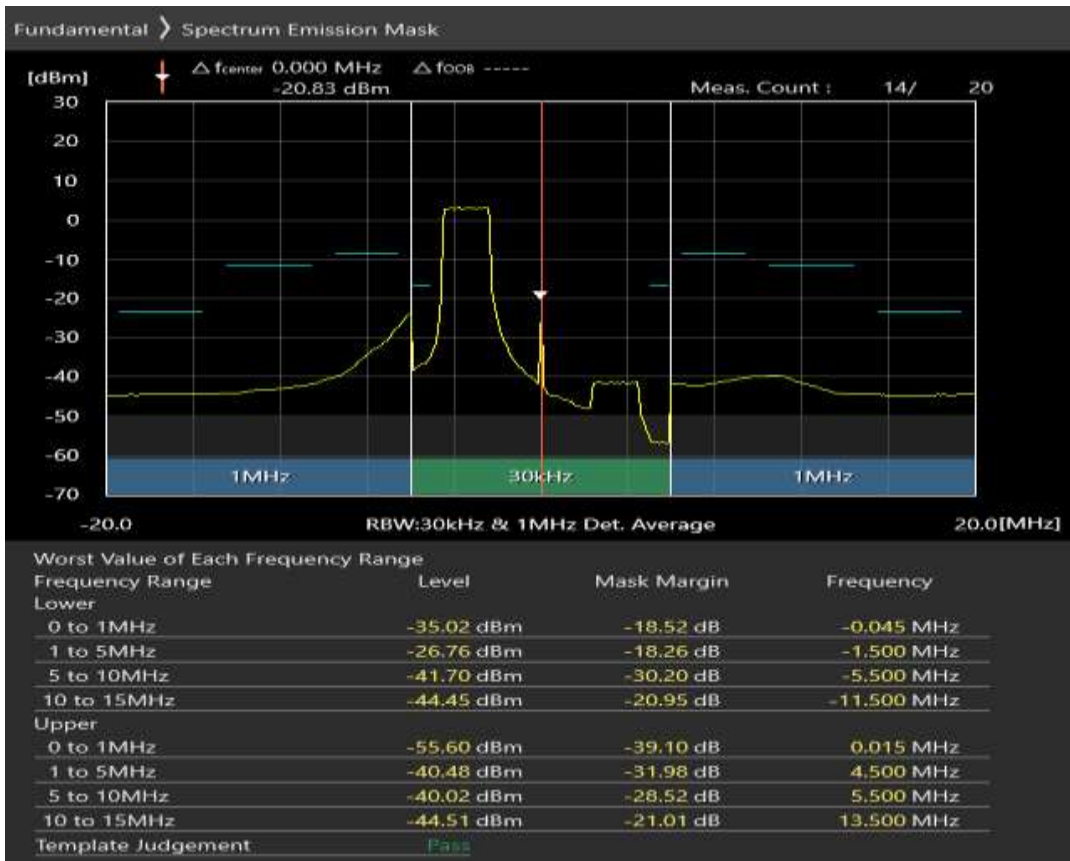 Fundamental 〉 Spectrum Emission Mask
[dBm]
△ fcenter 0.000 MHz △ fOOB -----
-20.83 dBm
Meas. Count : 14/ 20
30
20
10
0
-10
-20
-30
-40
-50
-60
-70
1MHz 30kHz 1MHz
-20.0 RBW:30kHz & 1MHz Det. Average 20.0[MHz]
Worst Value of Each Frequency Range
Frequency Range Level Mask Margin Frequency
Lower
0 to 1MHz -35.02 dBm -18.52 dB -0.045 MHz
1 to 5MHz -26.76 dBm -18.26 dB -1.500 MHz
5 to 10MHz -41.70 dBm -30.20 dB -5.500 MHz
10 to 15MHz -44.45 dBm -20.95 dB -11.500 MHz
Upper
0 to 1MHz -55.60 dBm -39.10 dB 0.015 MHz
1 to 5MHz -40.48 dBm -31.98 dB 4.500 MHz
5 to 10MHz -40.02 dBm -28.52 dB 5.500 MHz
10 to 15MHz -44.51 dBm -21.01 dB 13.500 MHz
Template Judgement Pass